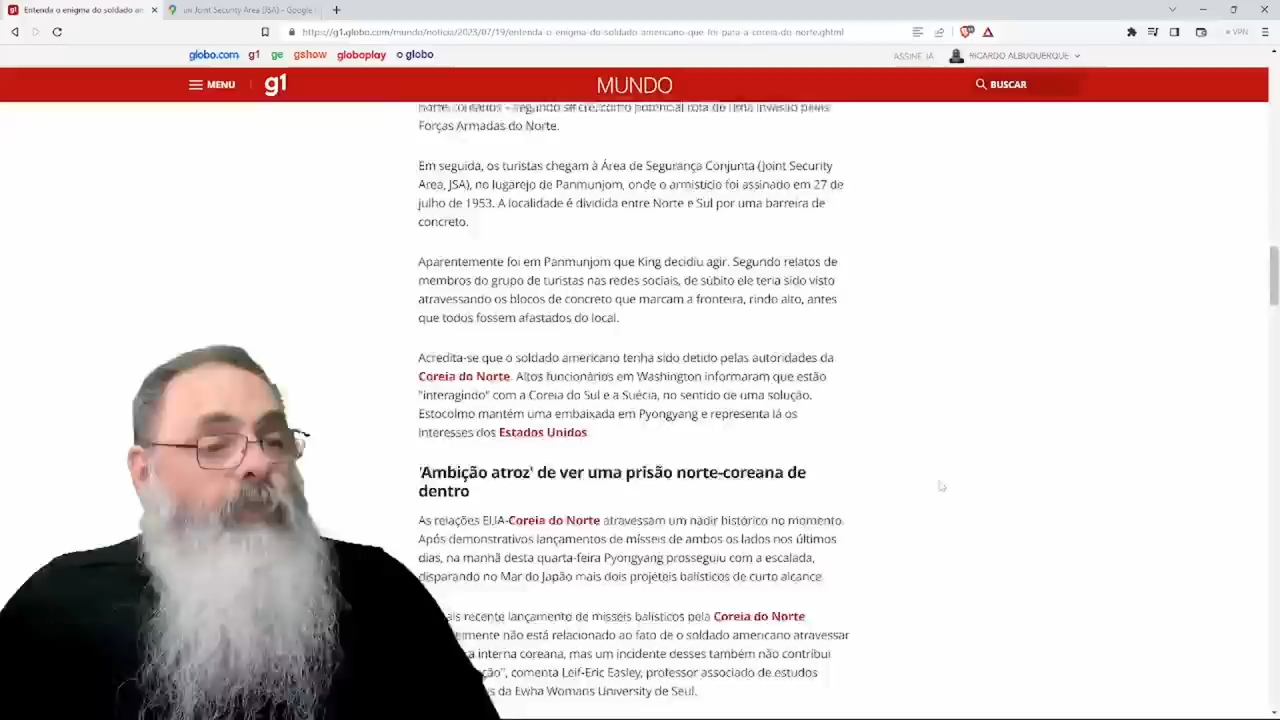 Entenda o enigma do soldado am
uw Joint Security Area (JSA) - Google
https://g1.globo.com/mundo/noticia/2023/07/19/entenda_o_enigma-do-soldado-americano-que-foi-para-a-coreia-do-norte.ghtml
VPN
globo.com g1 ge gshow globoplay o globo
ASSINE JÁ
RICARDO ALBUQUERQUE
MENU g1
MUNDO
BUSCAR
Forças Armadas do Norte.
Em seguida, os turistas chegam à Área de Segurança Conjunta (Joint Security
Area, JSA), no lugarejo de Panmunjom, onde o armistício foi assinado em 27 de
julho de 1953. A localidade é dividida entre Norte e Sul por uma barreira de
concreto.
Aparentemente foi em Panmunjom que King decidiu agir. Segundo relatos de
membros do grupo de turistas nas redes sociais, de súbito ele teria sido visto
atravessando os blocos de concreto que marcam a fronteira, rindo alto, antes
que todos fossem afastados do local.
Acredita-se que o soldado americano tenha sido detido pelas autoridades da
Coreia do Norte. Altos funcionários em Washington informaram que estão
"interagindo" com a Coreia do Sul e a Suécia, no sentido de uma solução.
Estocolmo mantém uma embaixada em Pyongyang e representa lá os
interesses dos Estados Unidos.
'Ambição atroz' de ver uma prisão norte-coreana de
dentro
As relações EUA-Coreia do Norte atravessam um nadir histórico no momento.
Após demonstrativos lançamentos de mísseis de ambos os lados nos últimos
dias, na manhã desta quarta-feira Pyongyang prosseguiu com a escalada,
disparando no Mar do Japão mais dois projéteis balísticos de curto alcance.
ais recente lançamento de mísseis balísticos pela Coreia do Norte
emente não está relacionado ao fato de o soldado americano atravessar
a interna coreana, mas um incidente desses também não contribui
ção", comenta Leif-Eric Easley, professor associado de estudos
s da Ewha Womans University de Seul.